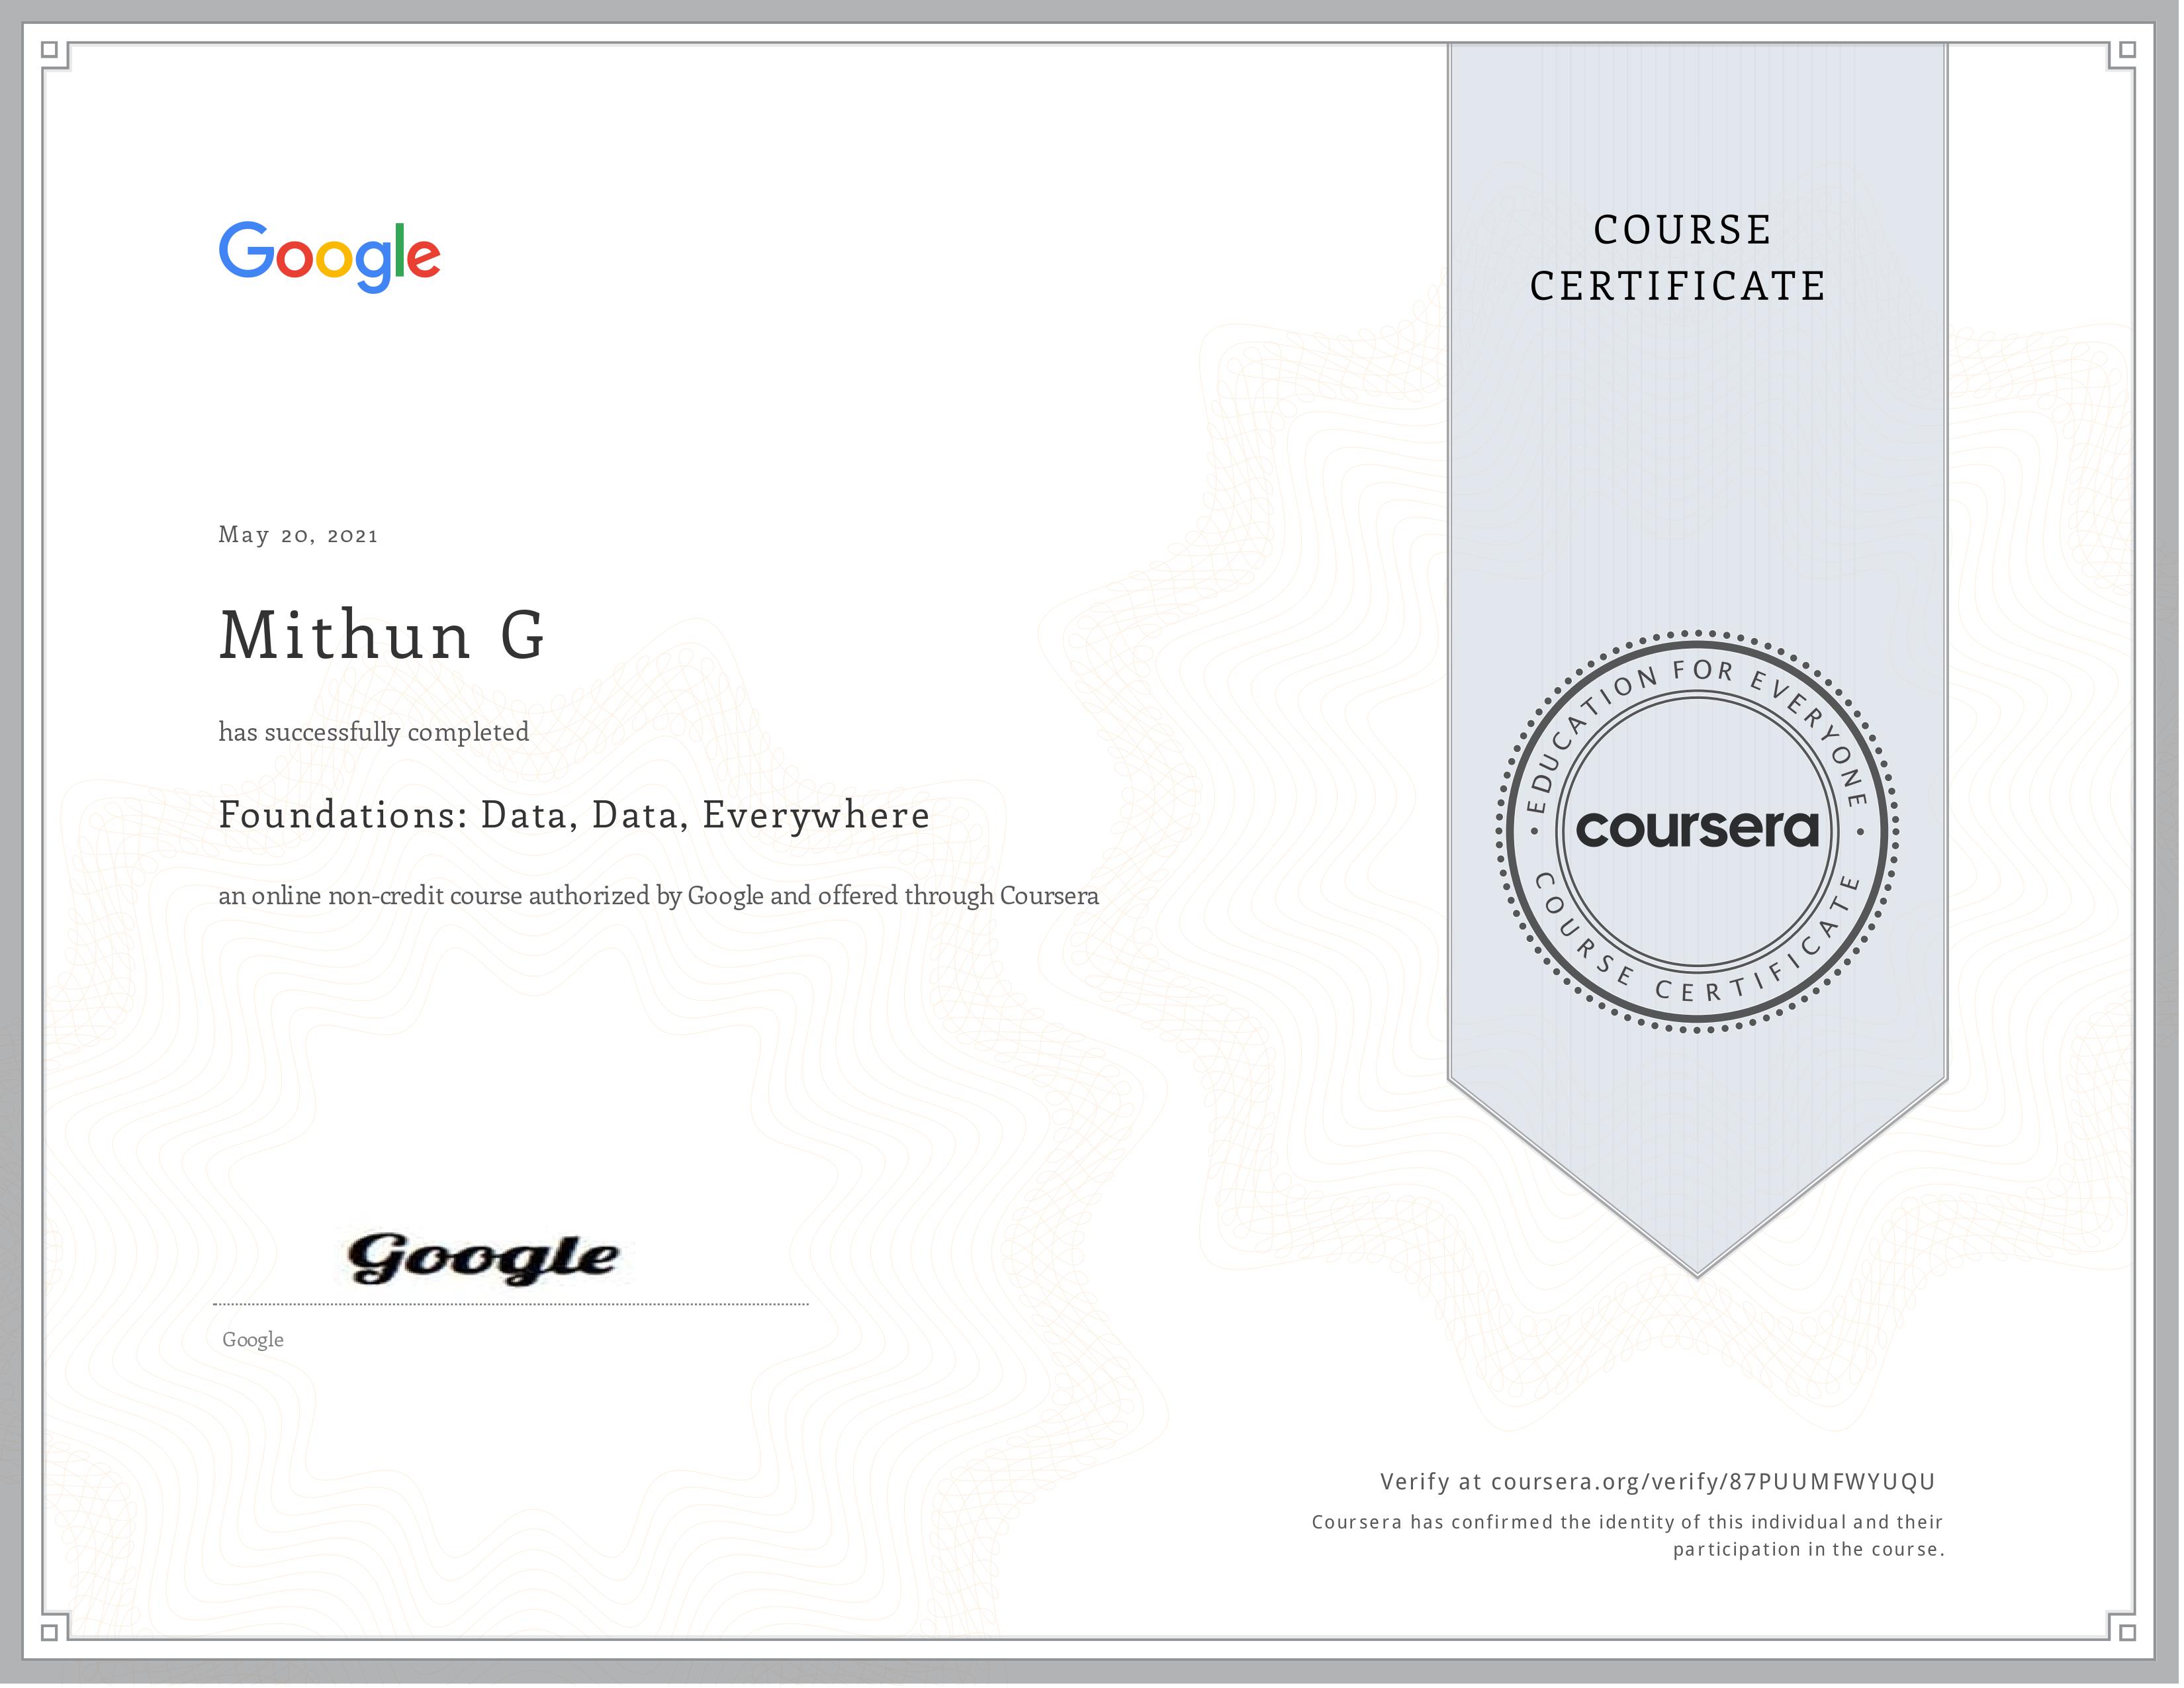 Google
COURSE
CERTIFICATE
May 20, 2021
Mithun G
has successfully completed
Foundations: Data, Data, Everywhere
an online non-credit course authorized by Google and offered through Coursera
EDUCATION FOR EVERYONE
coursera
COURSE CERTIFICATE
Google
Google
Verify at coursera.org/verify/87PUUMFWYUQU
Coursera has confirmed the identity of this individual and their
participation in the course.